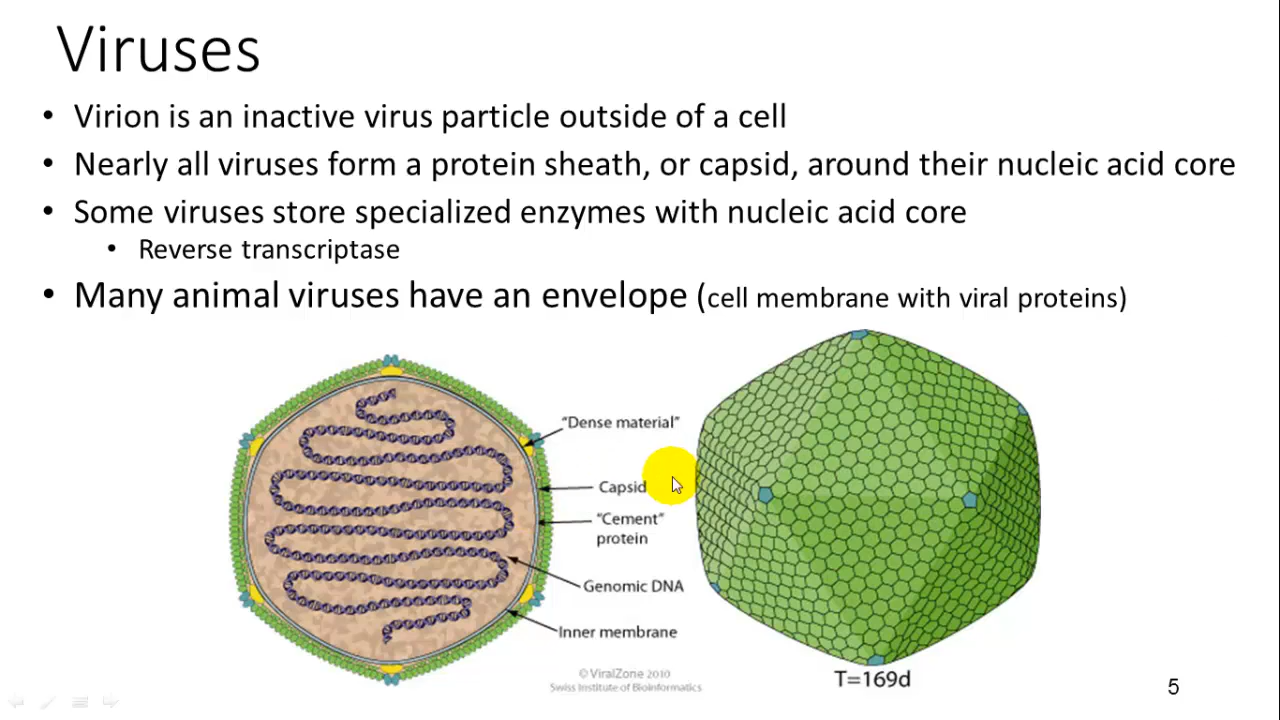 Viruses
• Virion is an inactive virus particle outside of a cell
• Nearly all viruses form a protein sheath, or capsid, around their nucleic acid core
• Some viruses store specialized enzymes with nucleic acid core
• Reverse transcriptase
• Many animal viruses have an envelope (cell membrane with viral proteins)
“Dense material”
Capsid
“Cement”
protein
Genomic DNA
Inner membrane
© ViralZone 2010
Swiss Institute of Bioinformatics
T=169d
5